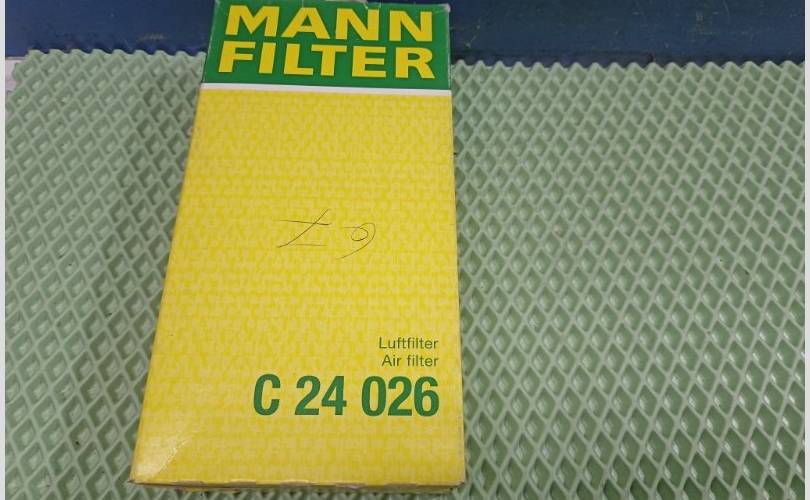 MANN
FILTER
Luftfilter
Air filter
C 24 026